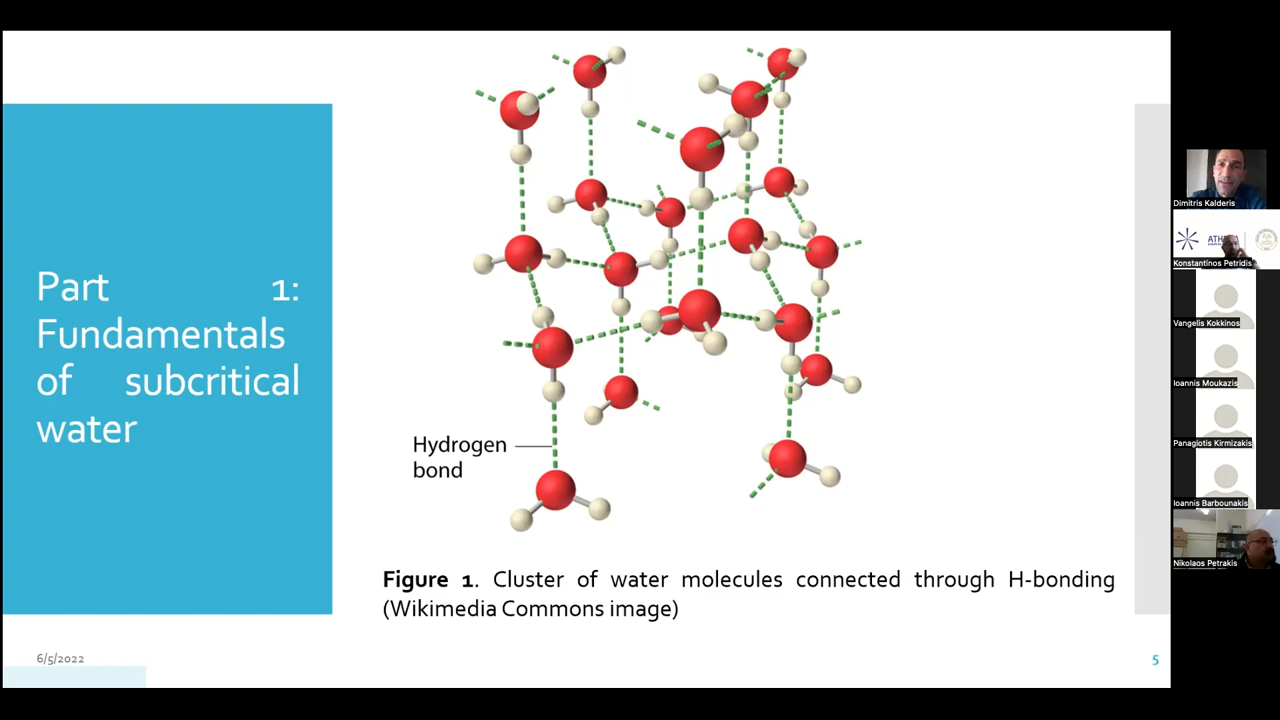 Part 1:
Fundamentals
of subcritical
water
Hydrogen
bond
Figure 1. Cluster of water molecules connected through H-bonding
(Wikimedia Commons image)
6/5/2022
5
Dimitris Kalderis
Konstantinos Petridis
Vangelis Kokkinos
Ioannis Moukazis
Panagiotis Kirmizakis
Ioannis Barbounakis
Nikolaos Petrakis